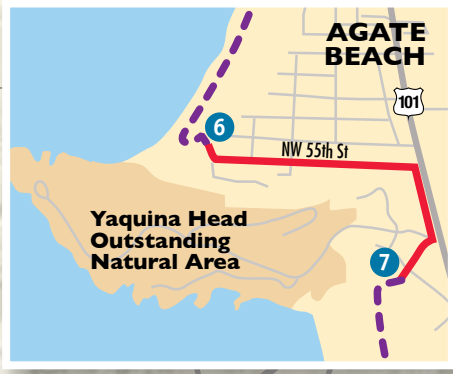 AGATE
BEACH
101
6
NW 55th St
Yaquina Head
Outstanding
Natural Area
7